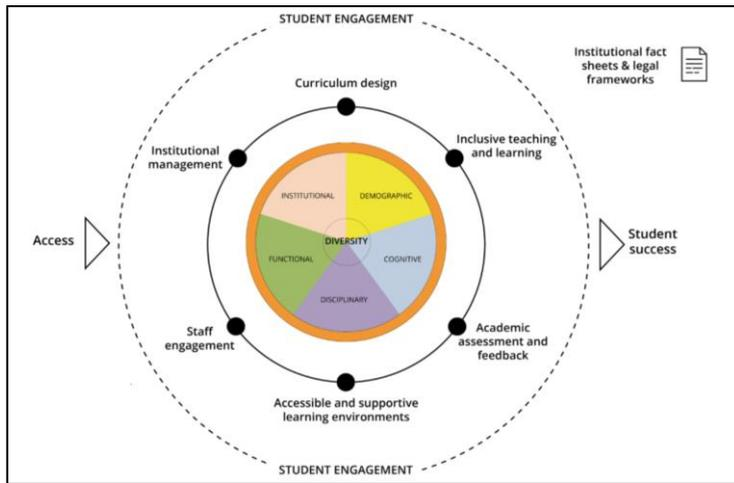 STUDENT ENGAGEMENT
Institutional fact
sheets & legal
frameworks
Curriculum design
Institutional
management
Inclusive teaching
and learning
INSTITUTIONAL
DEMOGRAPHIC
Access
DIVERSITY
Student
success
FUNCTIONAL
COGNITIVE
DISCIPLINARY
Staff
engagement
Academic
assessment and
feedback
Accessible and supportive
learning environments
STUDENT ENGAGEMENT